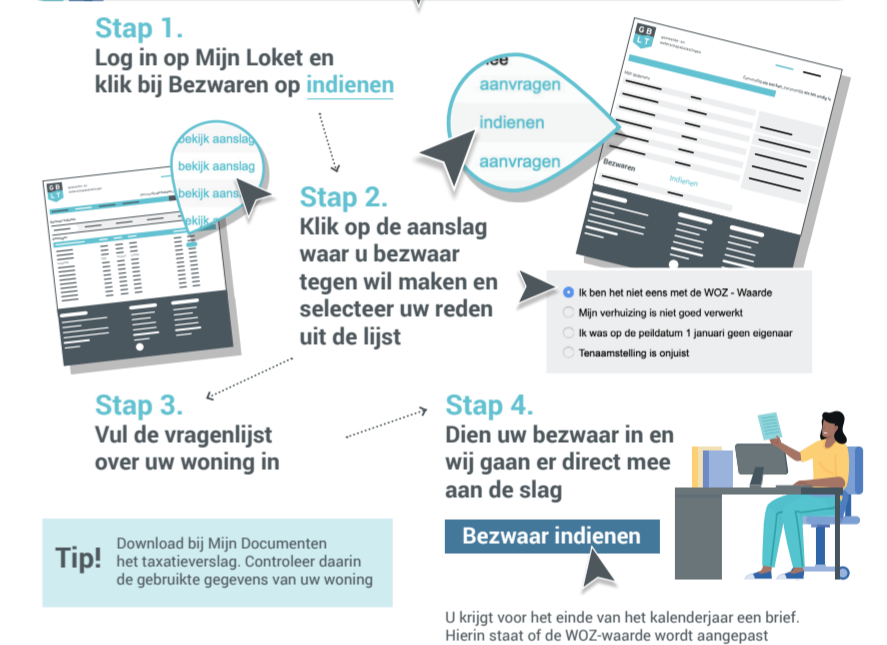 Stap 1.
Log in op Mijn Loket en
klik bij Bezwaren op indienen
aanvragen
indienen
aanvragen
GB
LT
Bezwaren
Indienen
bekijk aanslag
bekijk aanslag
bekijk aans
GB
LT
Stap 2.
Klik op de aanslag
waar u bezwaar
tegen wil maken en
selecteer uw reden
uit de lijst
Ik ben het niet eens met de WOZ - Waarde
Mijn verhuizing is niet goed verwerkt
Ik was op de peildatum 1 januari geen eigenaar
Tenaamstelling is onjuist
Stap 3.
Vul de vragenlijst
over uw woning in
Stap 4.
Dien uw bezwaar in en
wij gaan er direct mee
aan de slag
Bezwaar indienen
Tip!
Download bij Mijn Documenten
het taxatieverslag. Controleer daarin
de gebruikte gegevens van uw woning
U krijgt voor het einde van het kalenderjaar een brief.
Hierin staat of de WOZ-waarde wordt aangepast